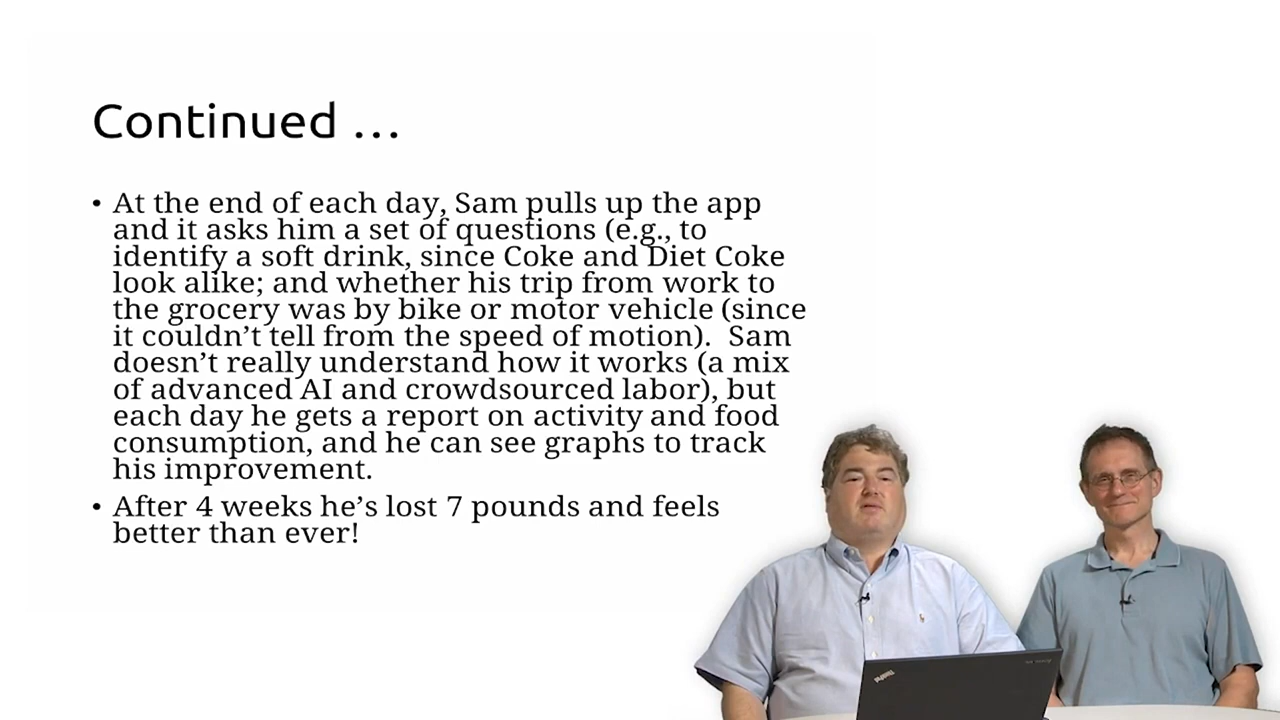 Continued …
• At the end of each day, Sam pulls up the app
and it asks him a set of questions (e.g., to
identify a soft drink, since Coke and Diet Coke
look alike; and whether his trip from work to
the grocery was by bike or motor vehicle (since
it couldn’t tell from the speed of motion).  Sam
doesn’t really understand how it works (a mix
of advanced AI and crowdsourced labor), but
each day he gets a report on activity and food
consumption, and he can see graphs to track
his improvement.
• After 4 weeks he’s lost 7 pounds and feels
better than ever!
ThinkPad